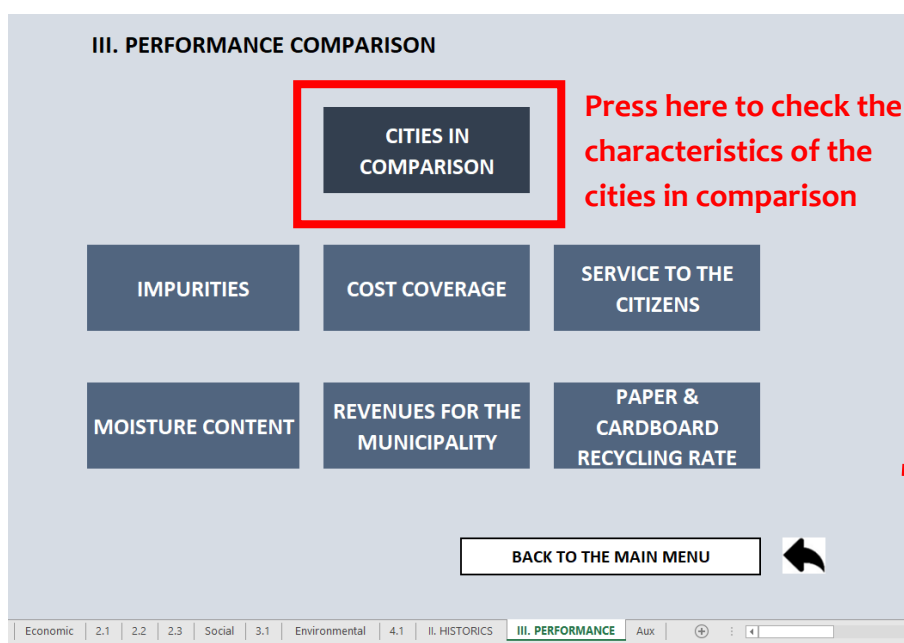 III. PERFORMANCE COMPARISON
CITIES IN
COMPARISON
Press here to check the
characteristics of the
cities in comparison
IMPURITIES
COST COVERAGE
SERVICE TO THE
CITIZENS
MOISTURE CONTENT
REVENUES FOR THE
MUNICIPALITY
PAPER &
CARDBOARD
RECYCLING RATE
BACK TO THE MAIN MENU
Economic 2.1 2.2 2.3 Social 3.1 Environmental 4.1 II. HISTORICS III. PERFORMANCE Aux